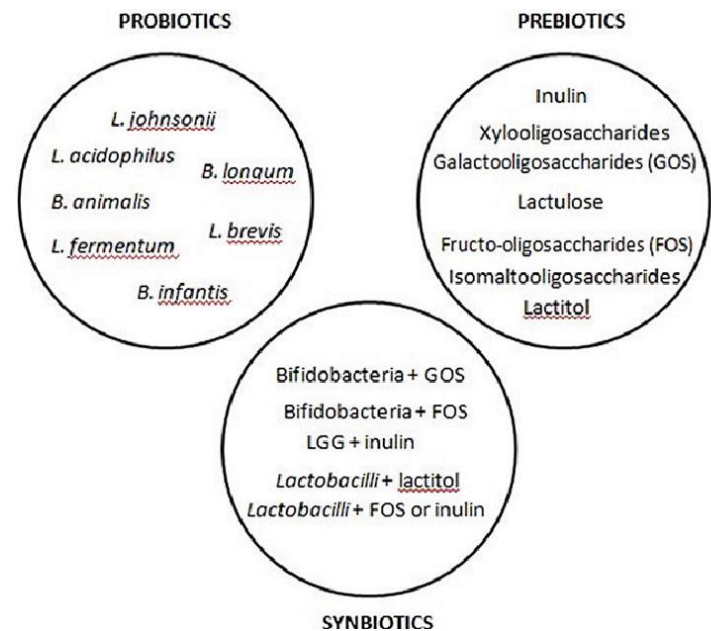 PROBIOTICS
L. johnsonii
L. acidophilus
B. longum
B. animalis
L. brevis
L. fermentum
B. infantis
PREBIOTICS
Inulin
Xylooligosaccharides
Galactooligosaccharides (GOS)
Lactulose
Fructo-oligosaccharides (FOS)
Isomaltooligosaccharides
Lactitol
Bifidobacteria + GOS
Bifidobacteria + FOS
LGG + inulin
Lactobacilli + lactitol
Lactobacilli + FOS or inulin
SYNBIOTICS